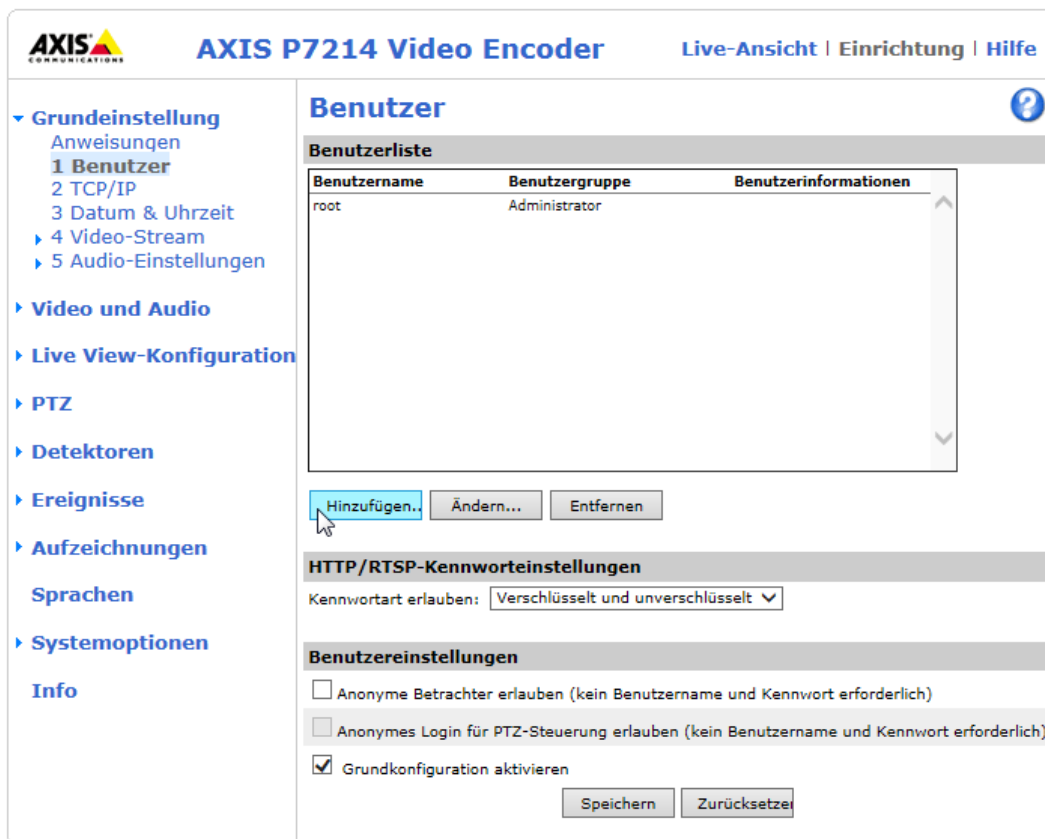 AXIS
COMMUNICATIONS
AXIS P7214 Video Encoder
Live-Ansicht | Einrichtung | Hilfe
Grundeinstellung
Anweisungen
1 Benutzer
2 TCP/IP
3 Datum & Uhrzeit
4 Video-Stream
5 Audio-Einstellungen
Video und Audio
Live View-Konfiguration
PTZ
Detektoren
Ereignisse
Aufzeichnungen
Sprachen
Systemoptionen
Info
Benutzer
?
Benutzerliste
Benutzername Benutzergruppe Benutzerinformationen
root Administrator
Hinzufügen.. Ändern... Entfernen
HTTP/RTSP-Kennworteinstellungen
Kennwortart erlauben: Verschlüsselt und unverschlüsselt
Benutzereinstellungen
Anonyme Betrachter erlauben (kein Benutzername und Kennwort erforderlich)
Anonymes Login für PTZ-Steuerung erlauben (kein Benutzername und Kennwort erforderlich)
Grundkonfiguration aktivieren
Speichern Zurücksetzen